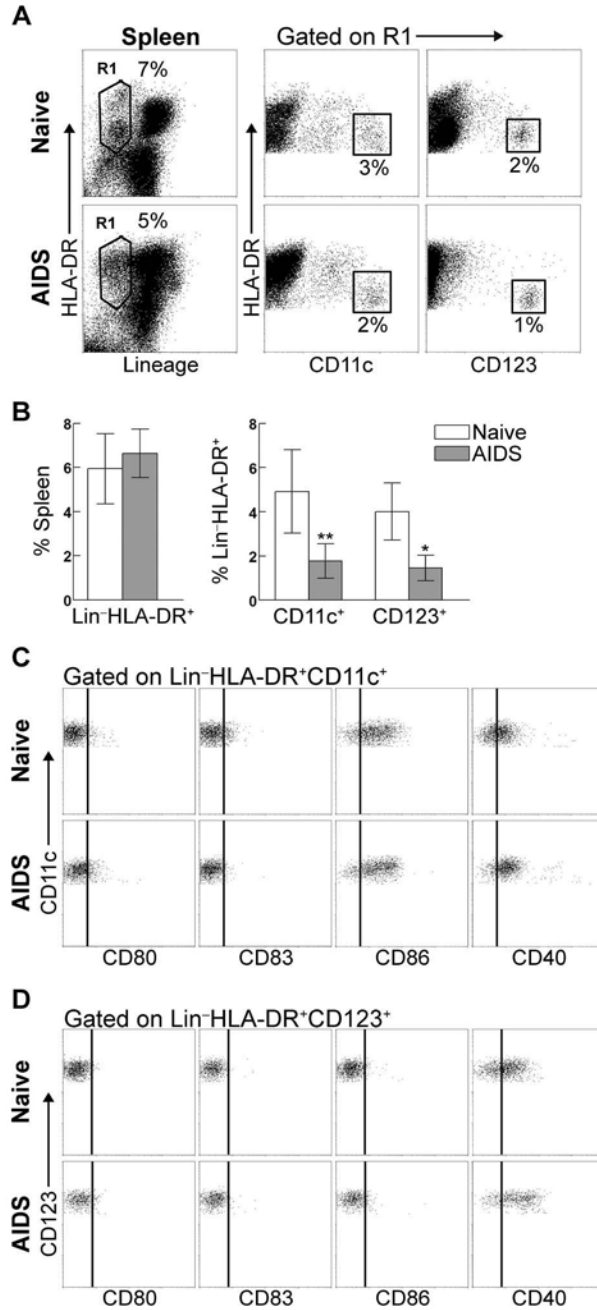 A
Spleen
Gated on R1
Naive
R1
7%
3%
2%
HLA-DR
HLA-DR
AIDS
R1
5%
2%
1%
Lineage
CD11c
CD123
B
% Spleen
8
6
4
2
0
Lin⁻HLA-DR⁺
% Lin⁻HLA-DR⁺
8
6
4
2
0
**
*
CD11c⁺
CD123⁺
Naive
AIDS
C
Gated on Lin⁻HLA-DR⁺CD11c⁺
Naive
AIDS
CD11c
CD80
CD83
CD86
CD40
D
Gated on Lin⁻HLA-DR⁺CD123⁺
Naive
AIDS
CD123
CD80
CD83
CD86
CD40